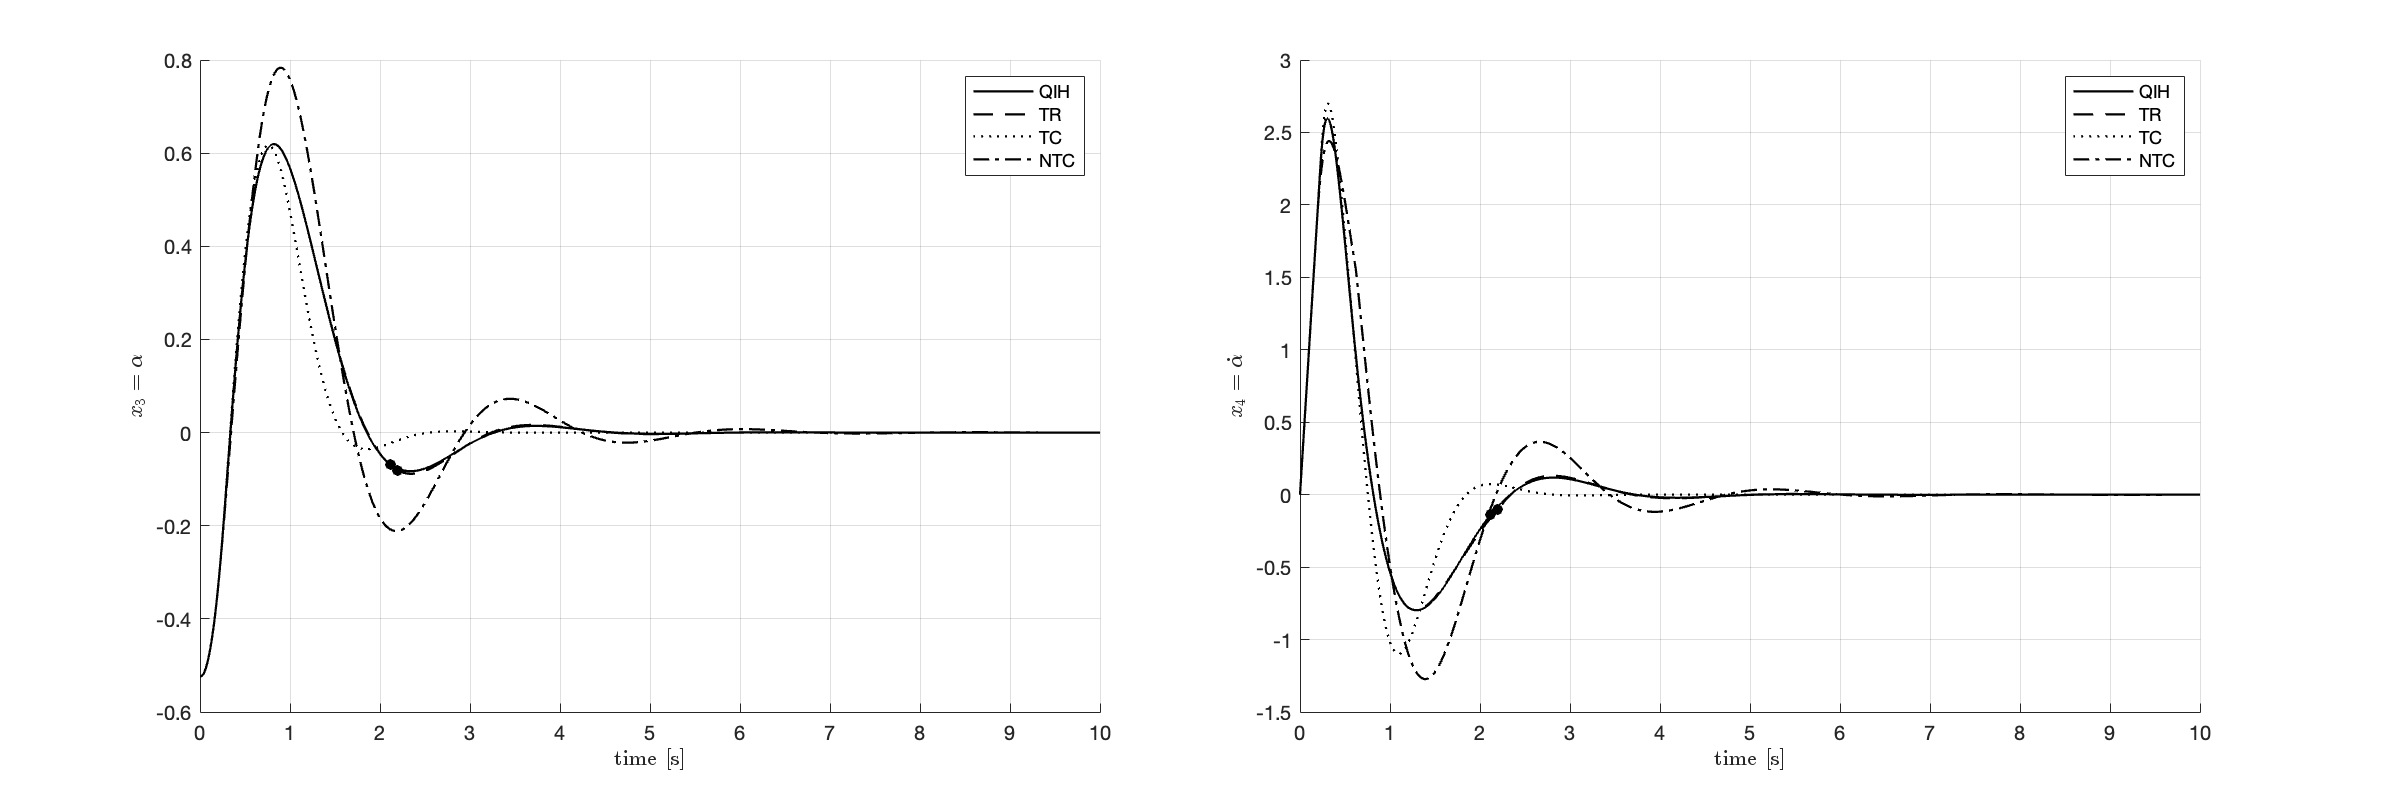 0.8
0.6
0.4
0.2
0
-0.2
-0.4
-0.6
x₃ = α
0 1 2 3 4 5 6 7 8 9 10
time [s]
QIH
TR
TC
NTC
3
2.5
2
1.5
1
0.5
0
-0.5
-1
-1.5
x₄ = α̇
0 1 2 3 4 5 6 7 8 9 10
time [s]
QIH
TR
TC
NTC